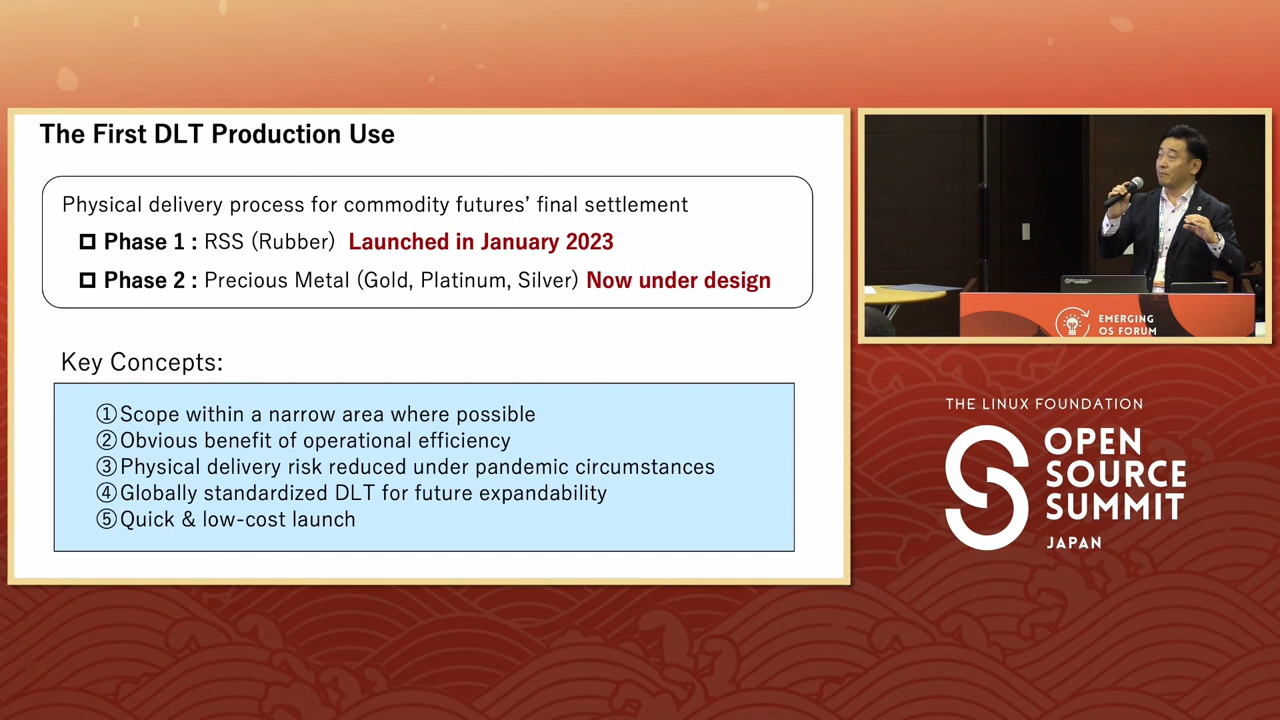 The First DLT Production Use
Physical delivery process for commodity futures’ final settlement
Phase 1 : RSS (Rubber) Launched in January 2023
Phase 2 : Precious Metal (Gold, Platinum, Silver) Now under design
Key Concepts:
①Scope within a narrow area where possible
②Obvious benefit of operational efficiency
③Physical delivery risk reduced under pandemic circumstances
④Globally standardized DLT for future expandability
⑤Quick & low-cost launch
EMERGING
OS FORUM
THE LINUX FOUNDATION
OPEN
SOURCE
SUMMIT
JAPAN